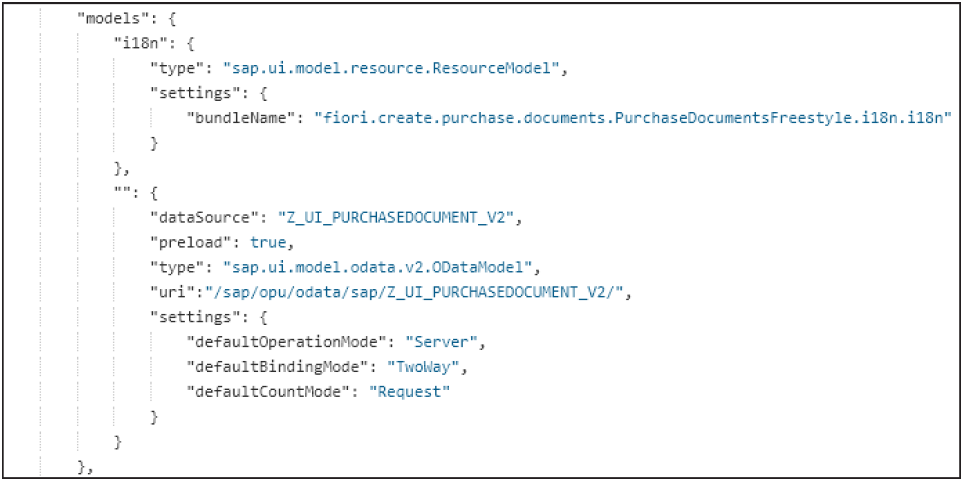 "models": {
"i18n": {
"type": "sap.ui.model.resource.ResourceModel",
"settings": {
"bundleName": "fiori.create.purchase.documents.PurchaseDocumentsFreestyle.i18n.i18n"
}
},
"": {
"dataSource": "Z_UI_PURCHASEDOCUMENT_V2",
"preload": true,
"type": "sap.ui.model.odata.v2.ODataModel",
"uri":"/sap/opu/odata/sap/Z_UI_PURCHASEDOCUMENT_V2/",
"settings": {
"defaultOperationMode": "Server",
"defaultBindingMode": "TwoWay",
"defaultCountMode": "Request"
}
}
},